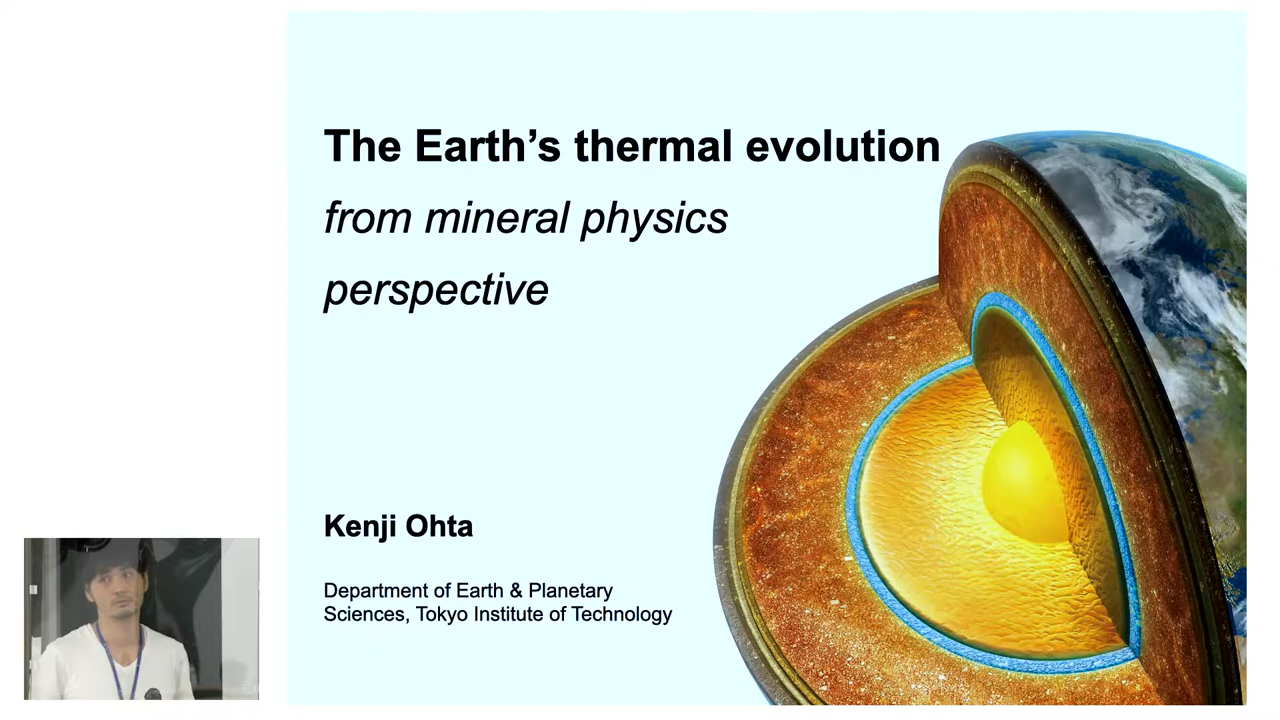 The Earth’s thermal evolution
from mineral physics
perspective
Kenji Ohta
Department of Earth & Planetary
Sciences, Tokyo Institute of Technology